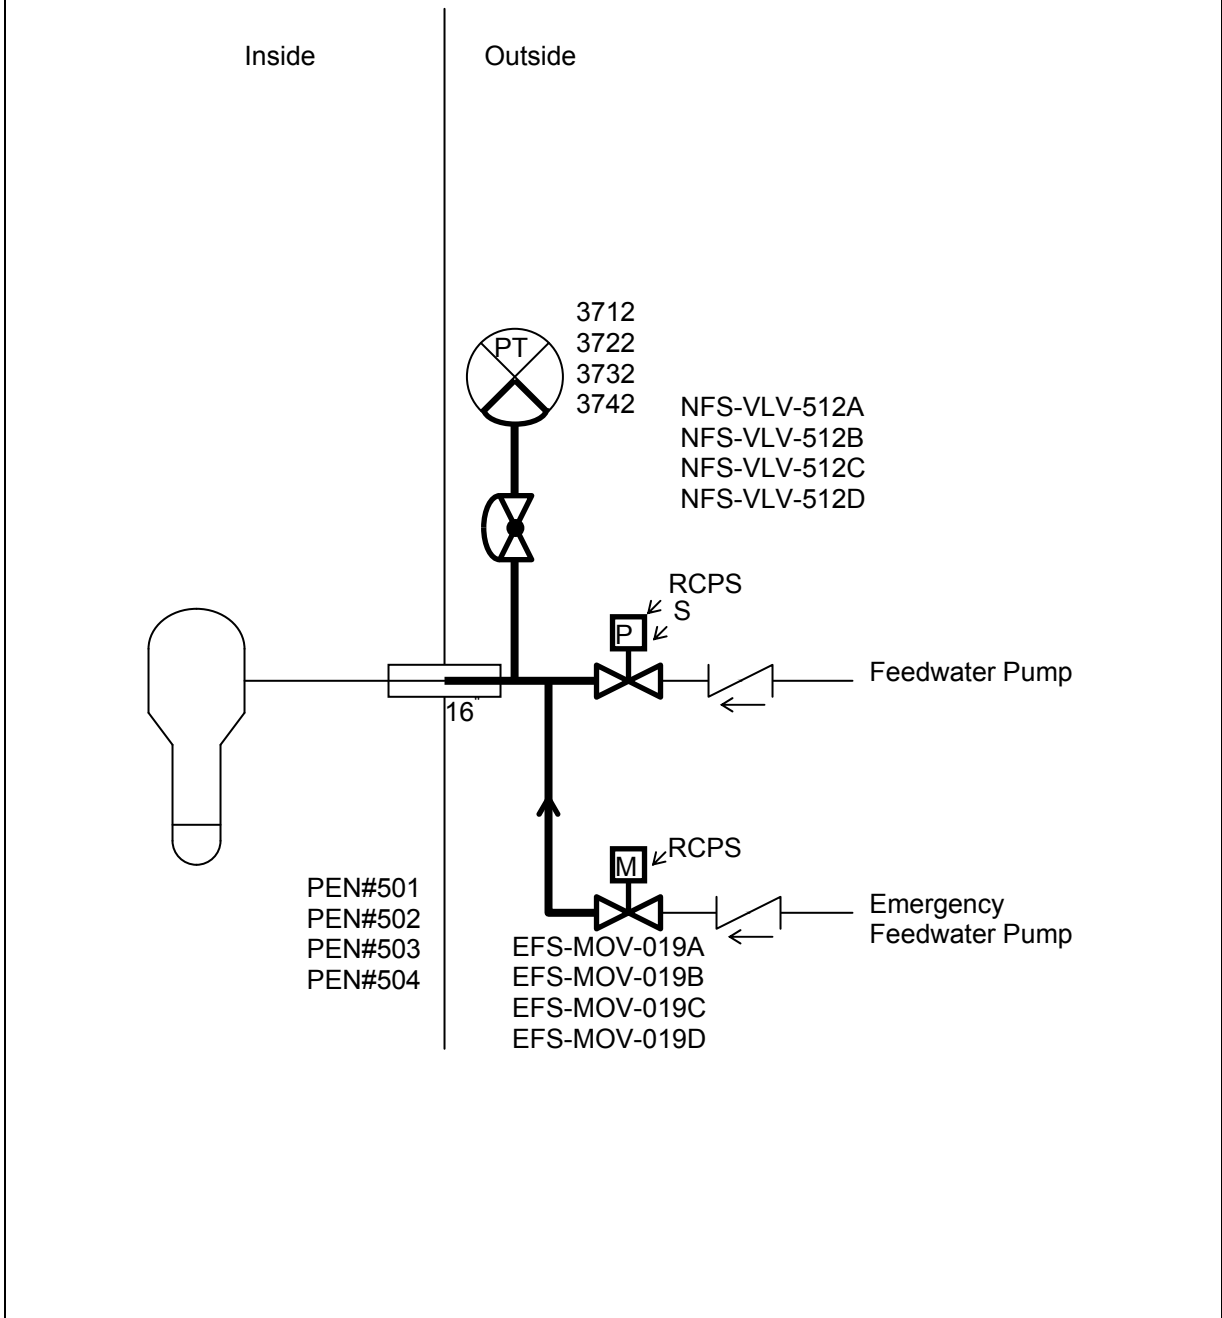 Inside
Outside
3712
3722
3732
3742
PT
NFS-VLV-512A
NFS-VLV-512B
NFS-VLV-512C
NFS-VLV-512D
RCPS
S
P
Feedwater Pump
16"
RCPS
M
PEN#501
PEN#502
PEN#503
PEN#504
Emergency
Feedwater Pump
EFS-MOV-019A
EFS-MOV-019B
EFS-MOV-019C
EFS-MOV-019D